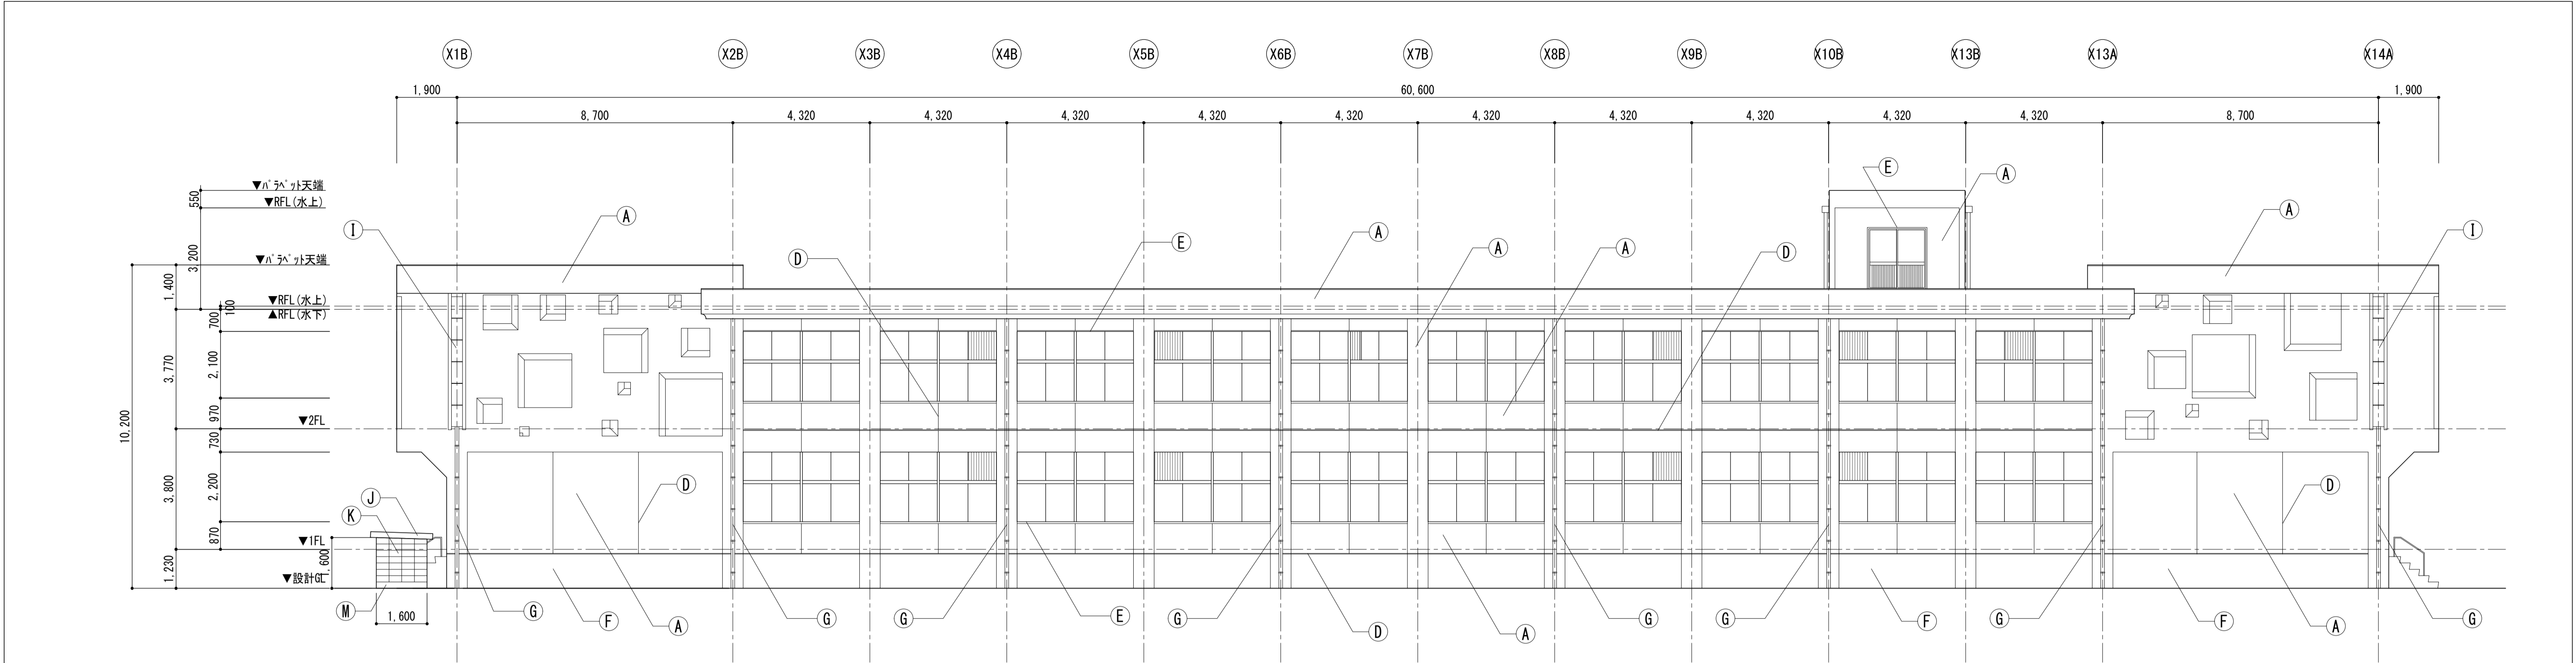 X1B X2B X3B X4B X5B X6B X7B X8B X9B X10B X13B X13A X14A
1,900 60,600 1,900
8,700 4,320 4,320 4,320 4,320 4,320 4,320 4,320 4,320 4,320 4,320 8,700
▼パラペット天端
550
▼RFL(水上)
3,200
▼パラペット天端
1,400
▼RFL(水上)
100
▲RFL(水下)
700
3,770
2,100
970
10,200
▼2FL
730
3,800
2,200
870
▼1FL
1,600
1,230
▼設計GL
1,600
E A
A A
I A A I
E A A D
D
J D D
K
A A
A
M G F A G G E G D A G G F G F A G